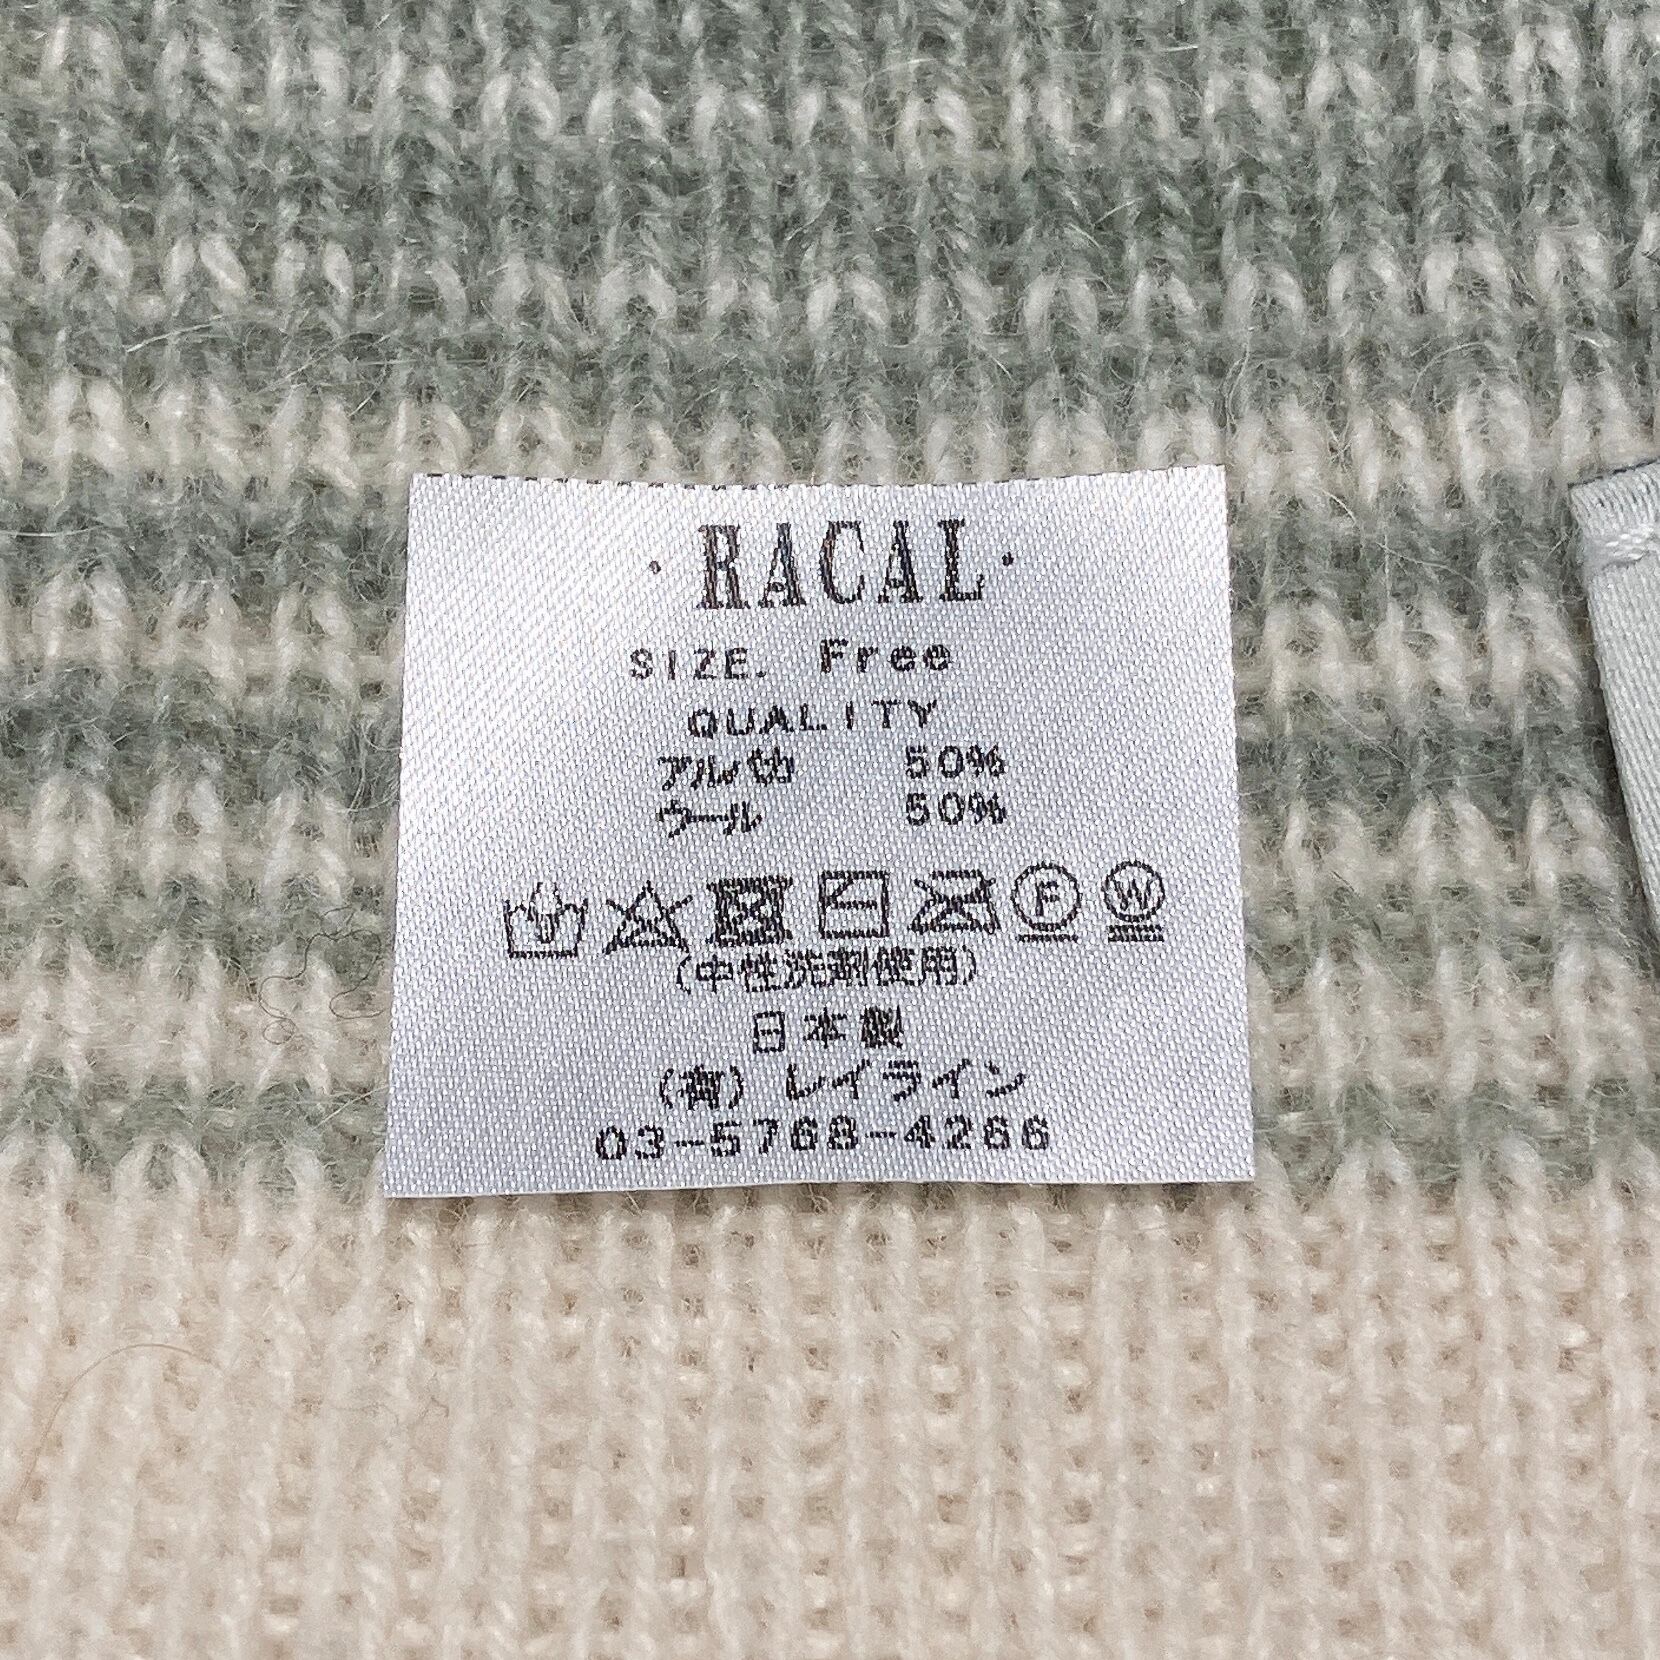 ・RACAL・
SIZE. Free
QUALITY
アルパカ 50%
ウール 50%
F W
(中性洗剤使用)
日本製
(有) レイライン
03-5768-4266